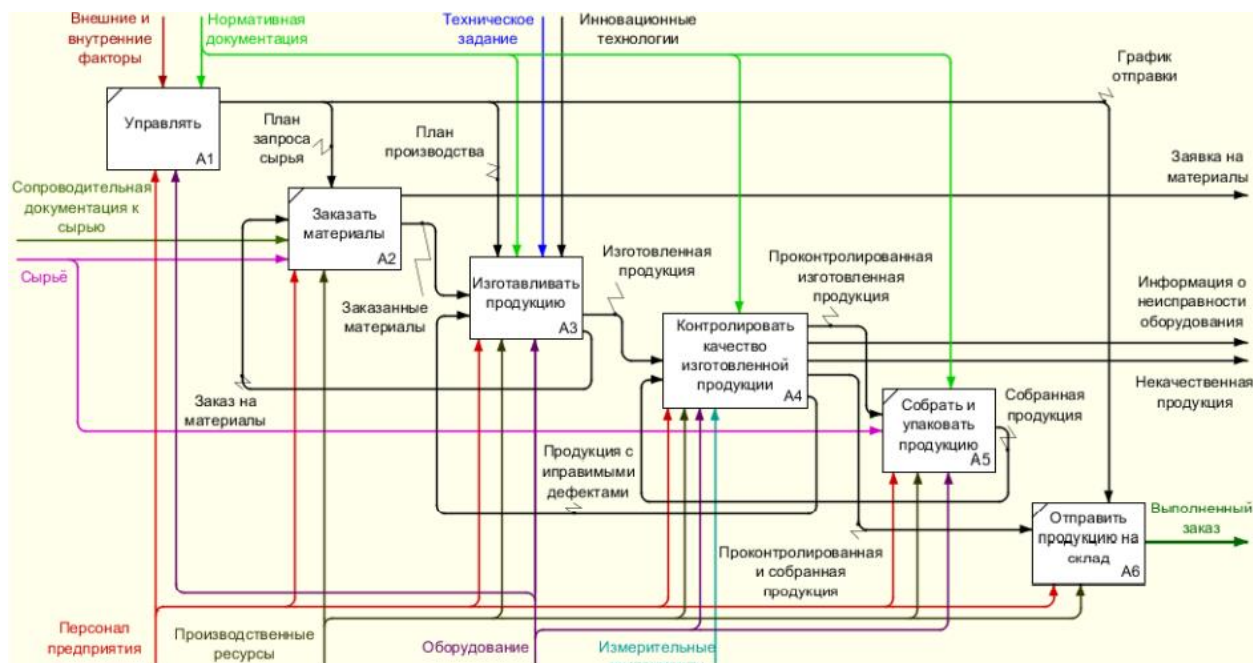 Внешние и
внутренние
факторы
Нормативная
документация
Техническое
задание
Инновационные
технологии
График
отправки
Управлять
A1
План
запроса
сырья
План
производства
Заявка на
материалы
Сопроводительная
документация к
сырью
Заказать
материалы
A2
Сырьё
Заказанные
материалы
Изготавливать
продукцию
A3
Изготовленная
продукция
Проконтролированная
изготовленная
продукция
Информация о
неисправности
оборудования
Контролировать
качество
изготовленной
продукции
A4
Заказ на
материалы
Некачественная
продукция
Собрать и
упаковать
продукцию
A5
Собранная
продукция
Продукция с
иправимыми
дефектами
Проконтролированная
и собранная
продукция
Отправить
продукцию на
склад
A6
Выполненный
заказ
Персонал
предприятия
Производственные
ресурсы
Оборудование
Измерительные